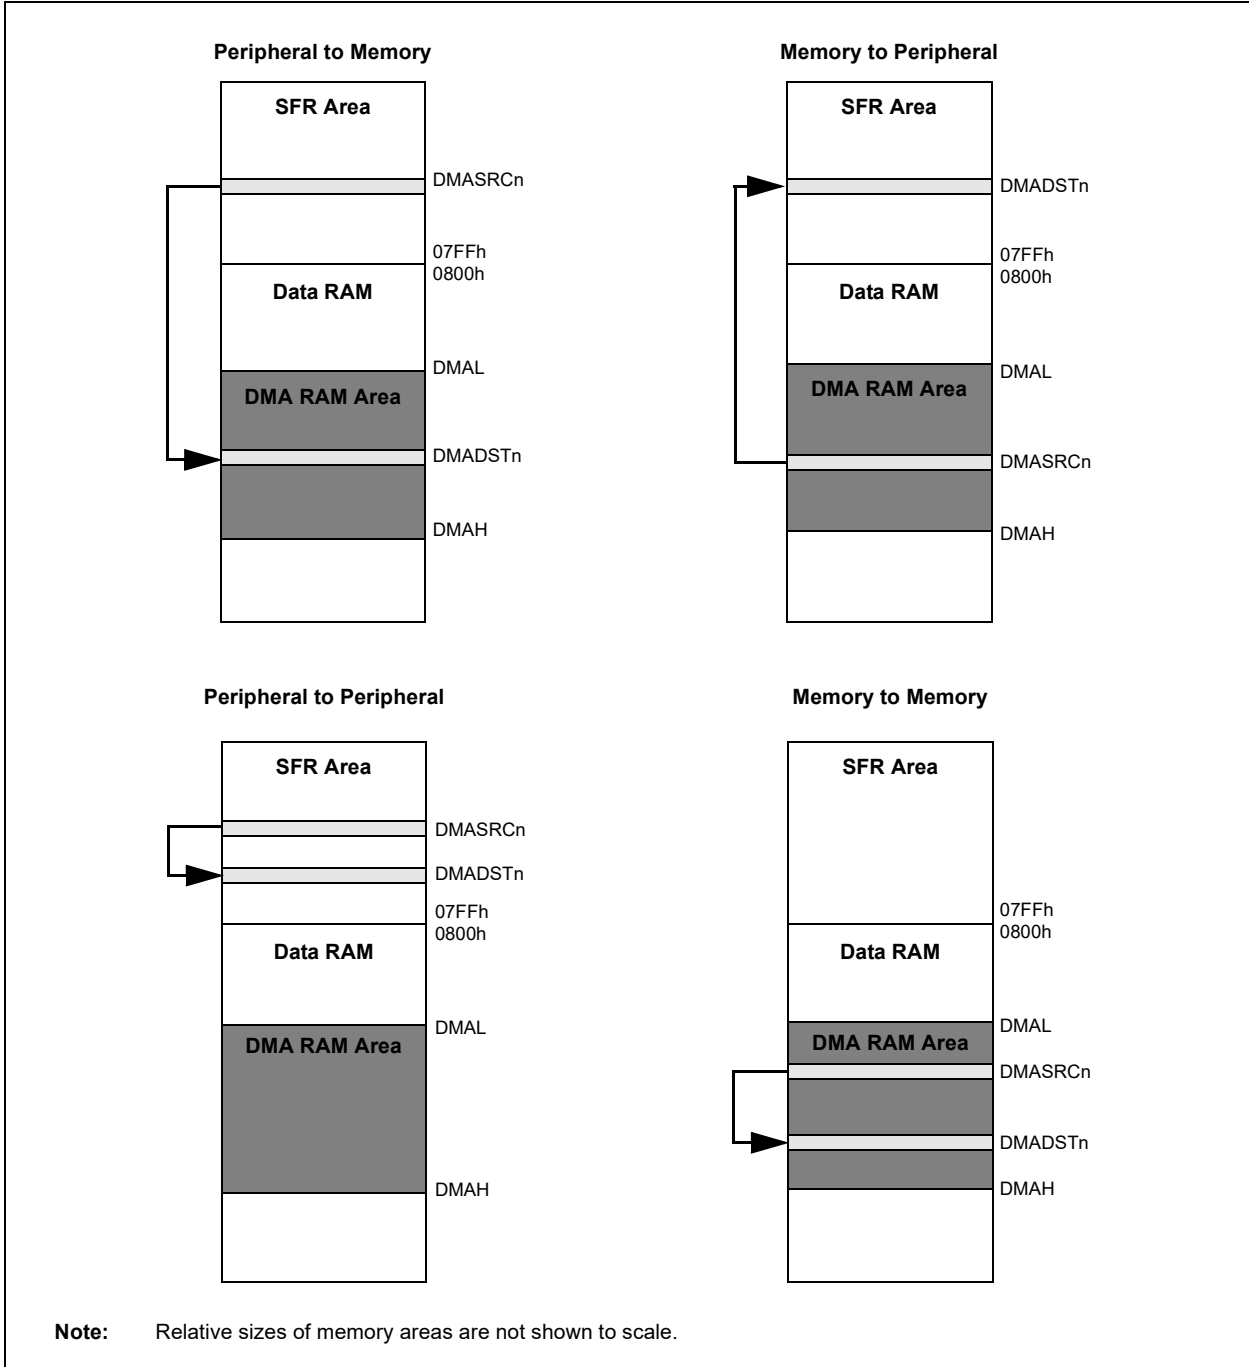 Peripheral to Memory
SFR Area
DMASRCn
07FFh
0800h
Data RAM
DMAL
DMA RAM Area
DMADSTn
DMAH
Memory to Peripheral
SFR Area
DMADSTn
07FFh
0800h
Data RAM
DMAL
DMA RAM Area
DMASRCn
DMAH
Peripheral to Peripheral
SFR Area
DMASRCn
DMADSTn
07FFh
0800h
Data RAM
DMAL
DMA RAM Area
DMAH
Memory to Memory
SFR Area
07FFh
0800h
Data RAM
DMAL
DMA RAM Area
DMASRCn
DMADSTn
DMAH
Note: Relative sizes of memory areas are not shown to scale.